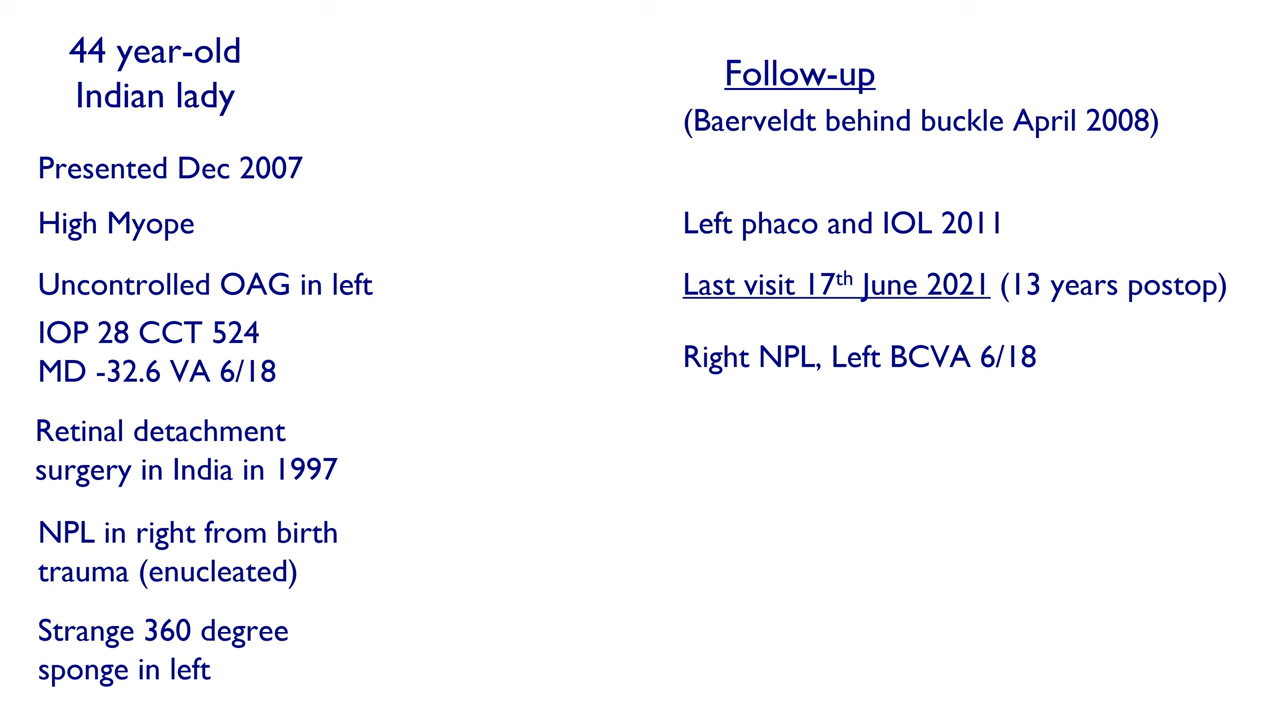 44 year-old
Indian lady
Presented Dec 2007
High Myope
Uncontrolled OAG in left
IOP 28 CCT 524
MD -32.6 VA 6/18
Retinal detachment
surgery in India in 1997
NPL in right from birth
trauma (enucleated)
Strange 360 degree
sponge in left
Follow-up
(Baerveldt behind buckle April 2008)
Left phaco and IOL 2011
Last visit 17th June 2021 (13 years postop)
Right NPL, Left BCVA 6/18